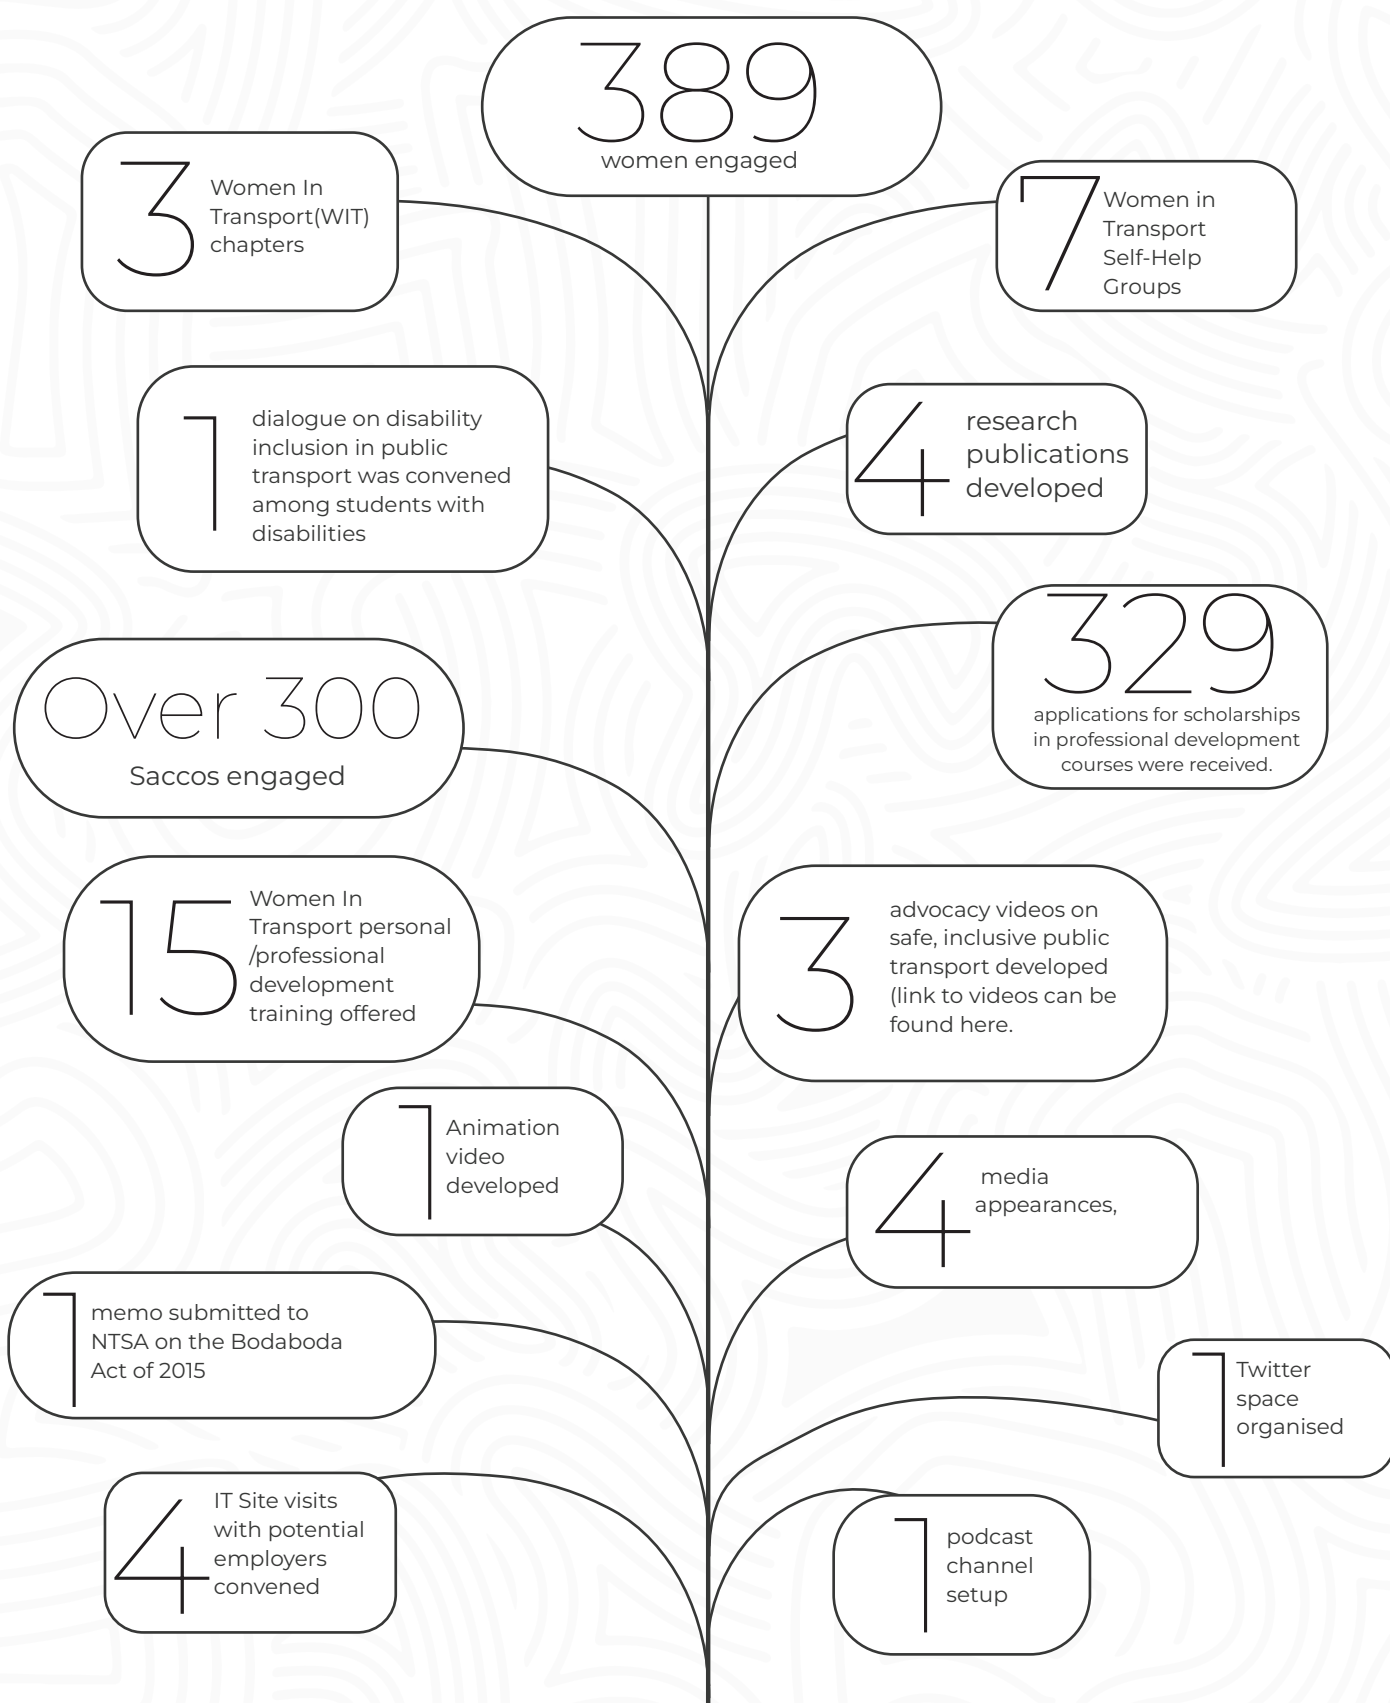 389
women engaged
3
Women In
Transport(WIT)
chapters
7
Women in
Transport
Self-Help
Groups
1
dialogue on disability
inclusion in public
transport was convened
among students with
disabilities
4
research
publications
developed
Over 300
Saccos engaged
329
applications for scholarships
in professional development
courses were received.
15
Women In
Transport personal
/professional
development
training offered
3
advocacy videos on
safe, inclusive public
transport developed
(link to videos can be
found here.
1
Animation
video
developed
4
media
appearances,
1
memo submitted to
NTSA on the Bodaboda
Act of 2015
1
Twitter
space
organised
4
IT Site visits
with potential
employers
convened
1
podcast
channel
setup